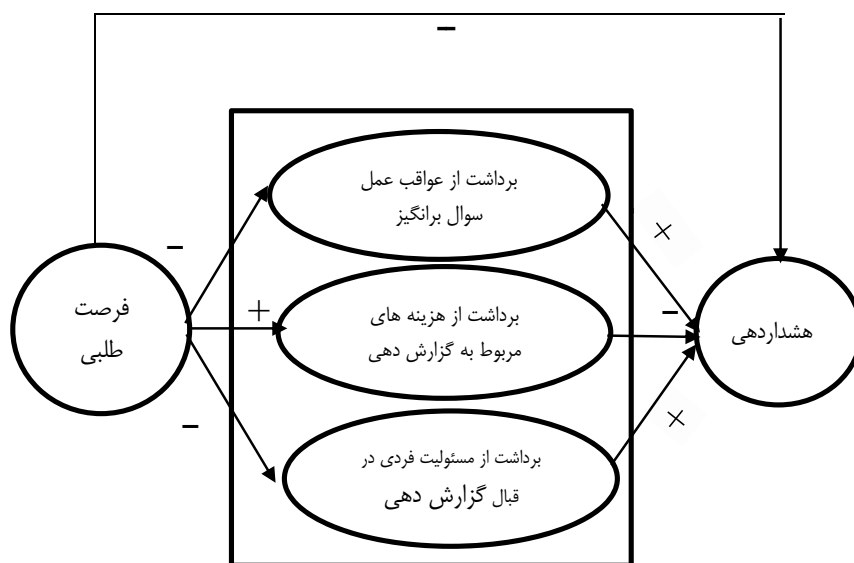 −
برداشت از عواقب عمل
سوال برانگیز
−
+
−
فرصت
طلبی
برداشت از هزینه های
مربوط به گزارش دهی
+
−
+
هشداردهی
برداشت از مسئولیت فردی در
قبال گزارش دهی